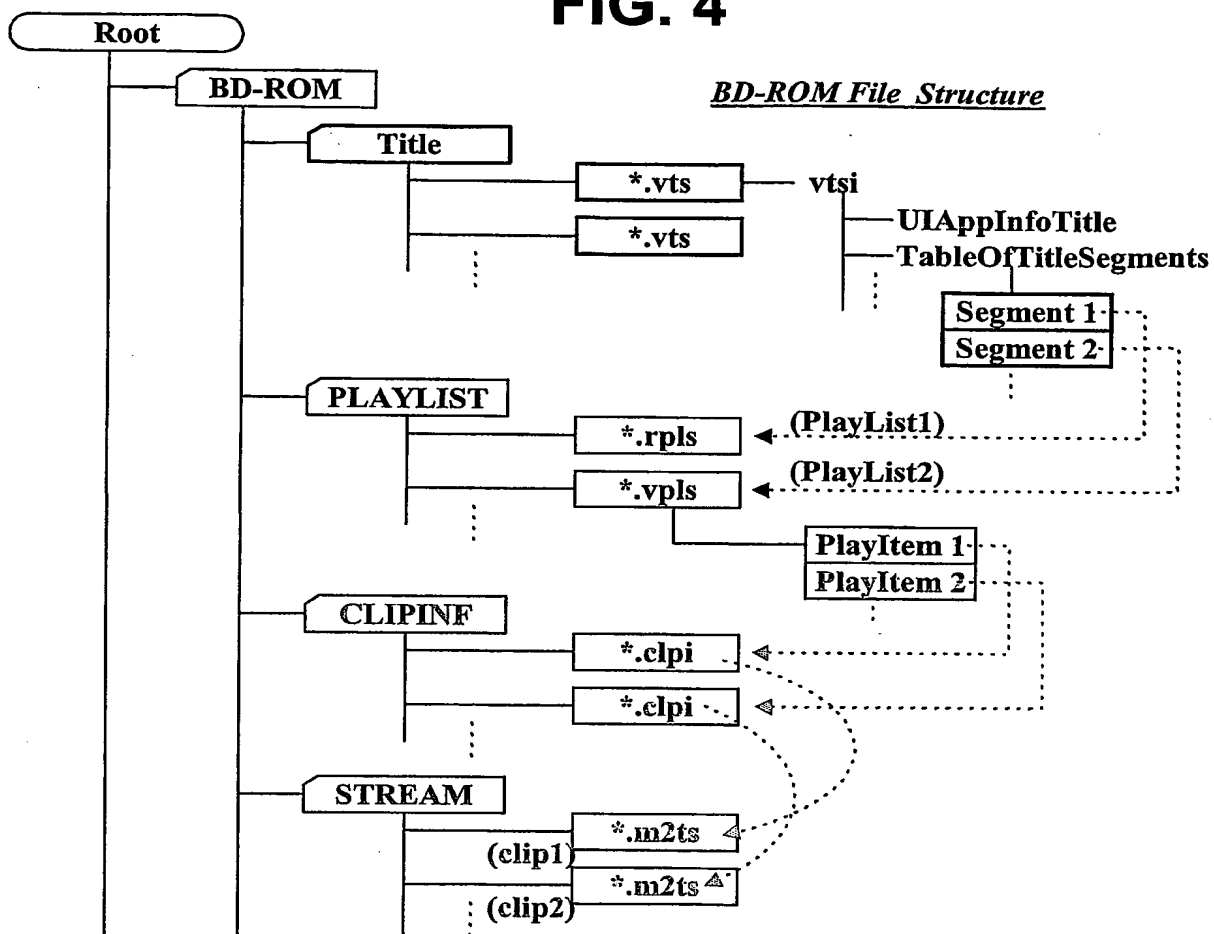 FIG. 4
Root
BD-ROM
BD-ROM File Structure
Title
*.vts
vtsi
UIAppInfoTitle
*.vts
TableOfTitleSegments
Segment 1
Segment 2
PLAYLIST
*.rpls
(PlayList1)
*.vpls
(PlayList2)
PlayItem 1
PlayItem 2
CLIPINF
*.clpi
*.clpi
STREAM
*.m2ts
(clip1)
*.m2ts
(clip2)